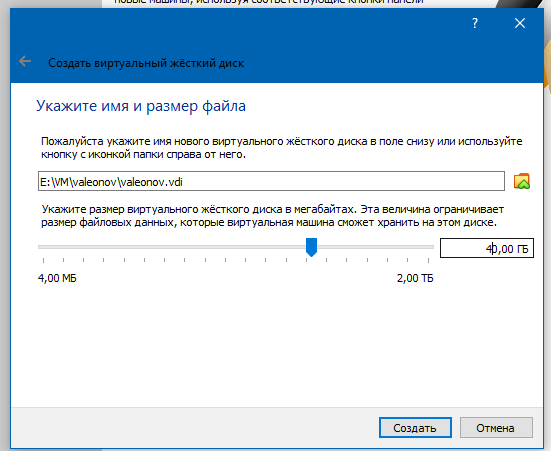 новые машины, используя соответствующие кнопки панели
?
Создать виртуальный жёсткий диск
Укажите имя и размер файла
Пожалуйста укажите имя нового виртуального жёсткого диска в поле снизу или используйте
кнопку с иконкой папки справа от него.
E:\VM\valeonov\valeonov.vdi
Укажите размер виртуального жёсткого диска в мегабайтах. Эта величина ограничивает
размер файловых данных, которые виртуальная машина сможет хранить на этом диске.
40,00 ГБ
4,00 МБ
2,00 ТБ
Создать
Отмена